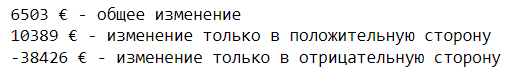 6503 € - общее изменение
10389 € - изменение только в положительную сторону
-38426 € - изменение только в отрицательную сторону